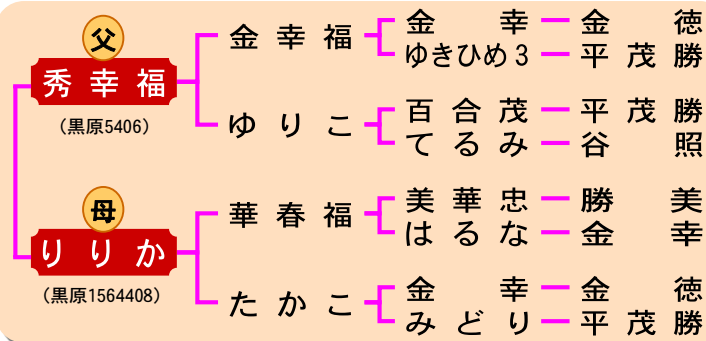 父
秀幸福
（黒原5406）
金幸福
金幸
金徳
ゆきひめ3
平茂勝
ゆりこ
百合茂
平茂勝
てるみ
谷照
母
りりか
（黒原1564408）
華春福
美華忠
勝美
はるな
金幸
たかこ
金幸
金徳
みどり
平茂勝